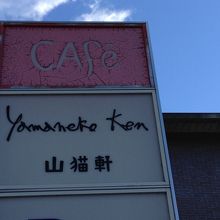 CAFe
Yamaneko Ken
山猫軒